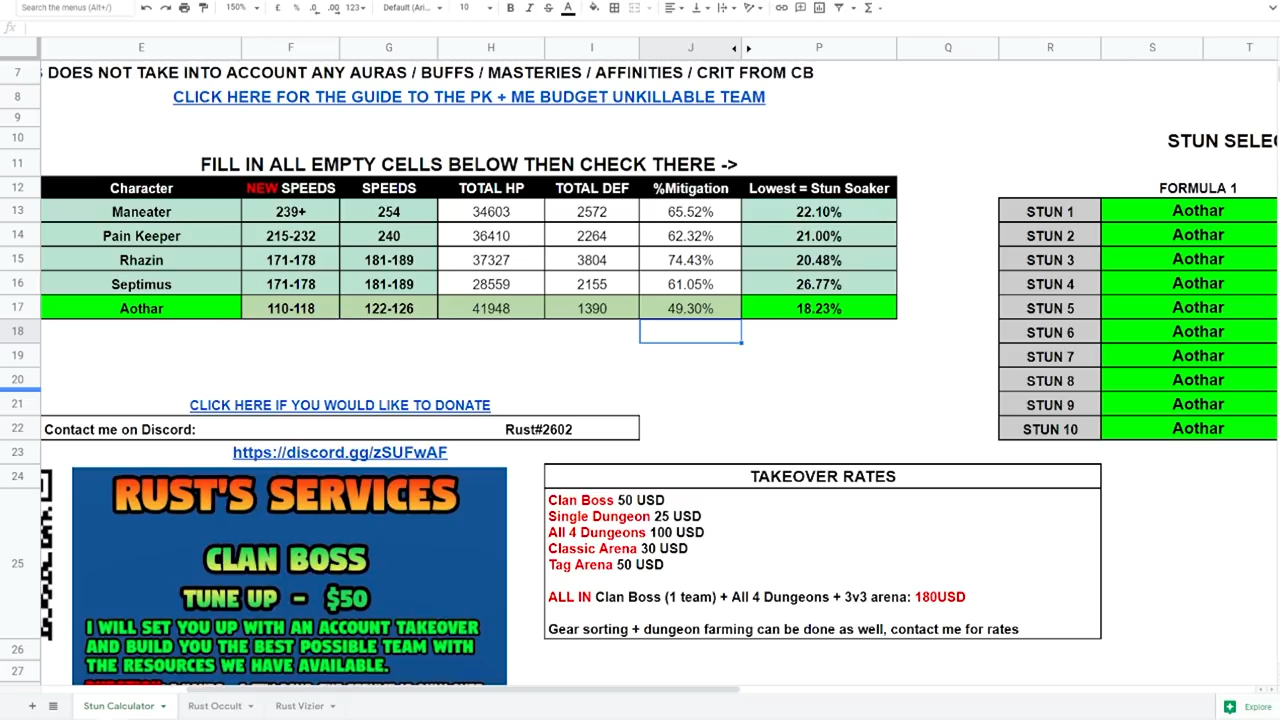 Search the menus (Alt+/)
150%
£ % .0 .00 123
Default (Ari...
10
B I S A
fx
E F G H I J P Q R S T
7 S DOES NOT TAKE INTO ACCOUNT ANY AURAS / BUFFS / MASTERIES / AFFINITIES / CRIT FROM CB
8 CLICK HERE FOR THE GUIDE TO THE PK + ME BUDGET UNKILLABLE TEAM
9
10 STUN SELEC
11 FILL IN ALL EMPTY CELLS BELOW THEN CHECK THERE ->
12 Character NEW SPEEDS SPEEDS TOTAL HP TOTAL DEF %Mitigation Lowest = Stun Soaker FORMULA 1
13 Maneater 239+ 254 34603 2572 65.52% 22.10% STUN 1 Aothar
14 Pain Keeper 215-232 240 36410 2264 62.32% 21.00% STUN 2 Aothar
15 Rhazin 171-178 181-189 37327 3804 74.43% 20.48% STUN 3 Aothar
16 Septimus 171-178 181-189 28559 2155 61.05% 26.77% STUN 4 Aothar
17 Aothar 110-118 122-126 41948 1390 49.30% 18.23% STUN 5 Aothar
18 STUN 6 Aothar
19 STUN 7 Aothar
20 STUN 8 Aothar
21 CLICK HERE IF YOU WOULD LIKE TO DONATE STUN 9 Aothar
22 Contact me on Discord: Rust#2602 STUN 10 Aothar
23 https://discord.gg/zSUFwAF
24 TAKEOVER RATES
25
RUST'S SERVICES
CLAN BOSS
TUNE UP - $50
I WILL SET YOU UP WITH AN ACCOUNT TAKEOVER
AND BUILD YOU THE BEST POSSIBLE TEAM WITH
THE RESOURCES WE HAVE AVAILABLE.
Clan Boss 50 USD
Single Dungeon 25 USD
All 4 Dungeons 100 USD
Classic Arena 30 USD
Tag Arena 50 USD
ALL IN Clan Boss (1 team) + All 4 Dungeons + 3v3 arena: 180USD
Gear sorting + dungeon farming can be done as well, contact me for rates
26
27
Stun Calculator
Rust Occult
Rust Vizier
Explore